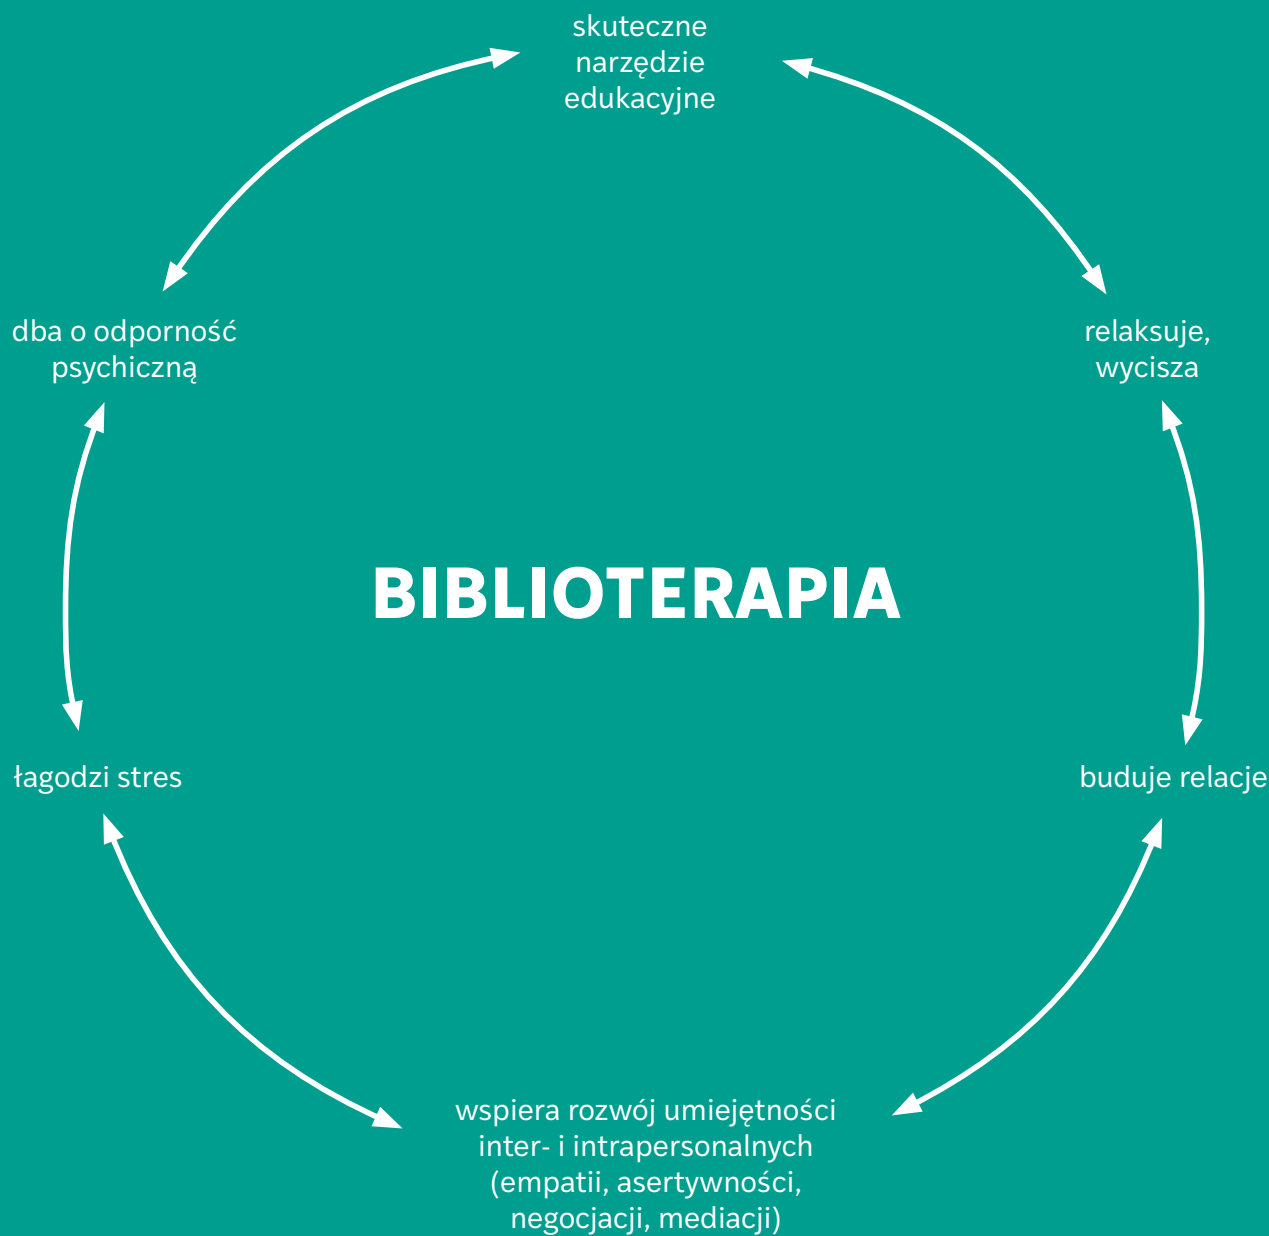 skuteczne
narzędzie
edukacyjne
dba o odporność
psychiczną
relaksuje,
wycisza
BIBLIOTERAPIA
łagodzi stres
buduje relacje
wspiera rozwój umiejętności
inter- i intrapersonalnych
(empatii, asertywności,
negocjacji, mediacji)